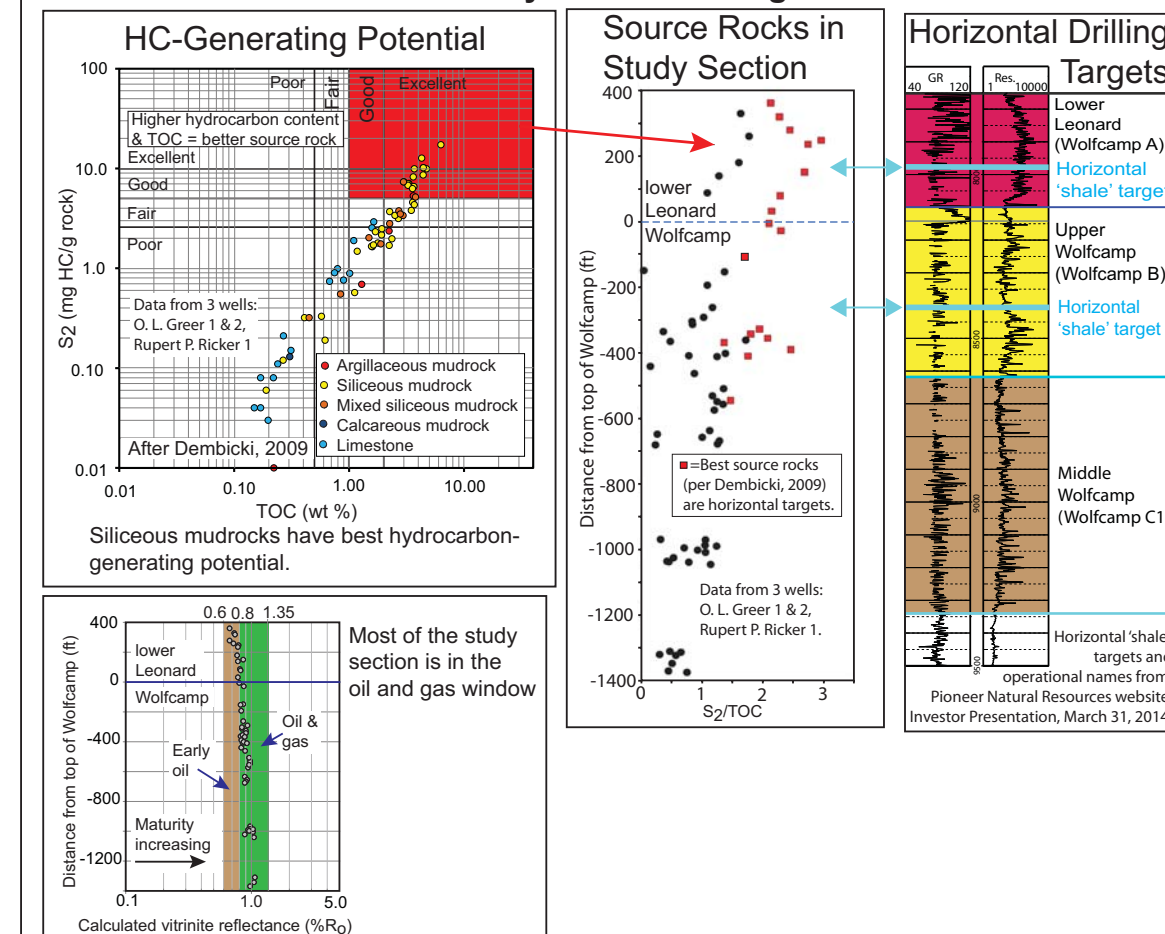 HC-Generating Potential
100
10.0
1.0
0.10
0.01
S2 (mg HC/g rock)
Poor
Fair
Good
Excellent
Higher hydrocarbon content
& TOC = better source rock
Excellent
Good
Fair
Poor
Data from 3 wells:
O. L. Greer 1 & 2,
Rupert P. Ricker 1
Argillaceous mudrock
Siliceous mudrock
Mixed siliceous mudrock
Calcareous mudrock
Limestone
After Dembicki, 2009
0.01 0.10 1.00 10.00
TOC (wt %)
Siliceous mudrocks have best hydrocarbon-
generating potential.
0.6 0.8 1.35
400
0
-400
-800
-1200
Distance from top of Wolfcamp (ft)
lower
Leonard
Wolfcamp
Early
oil
Oil &
gas
Maturity
increasing
0.1 1.0 5.0
Calculated vitrinite reflectance (%RO)
Most of the study
section is in the
oil and gas window
Source Rocks in
Study Section
400
200
0
-200
-400
-600
-800
-1000
-1200
-1400
Distance from top of Wolfcamp (ft)
lower
Leonard
Wolfcamp
=Best source rocks
(per Dembicki, 2009)
are horizontal targets.
Data from 3 wells:
O. L. Greer 1 & 2,
Rupert P. Ricker 1.
0 1 2 3
S2/TOC
Horizontal Drilling
Targets
GR
40 120
Res.
1 10000
8000
8500
9000
9500
Lower
Leonard
(Wolfcamp A)
Horizontal
‘shale’ target
Upper
Wolfcamp
(Wolfcamp B)
Horizontal
‘shale’ target
Middle
Wolfcamp
(Wolfcamp C1
Horizontal ‘shale’
targets and
operational names from
Pioneer Natural Resources website
Investor Presentation, March 31, 2014